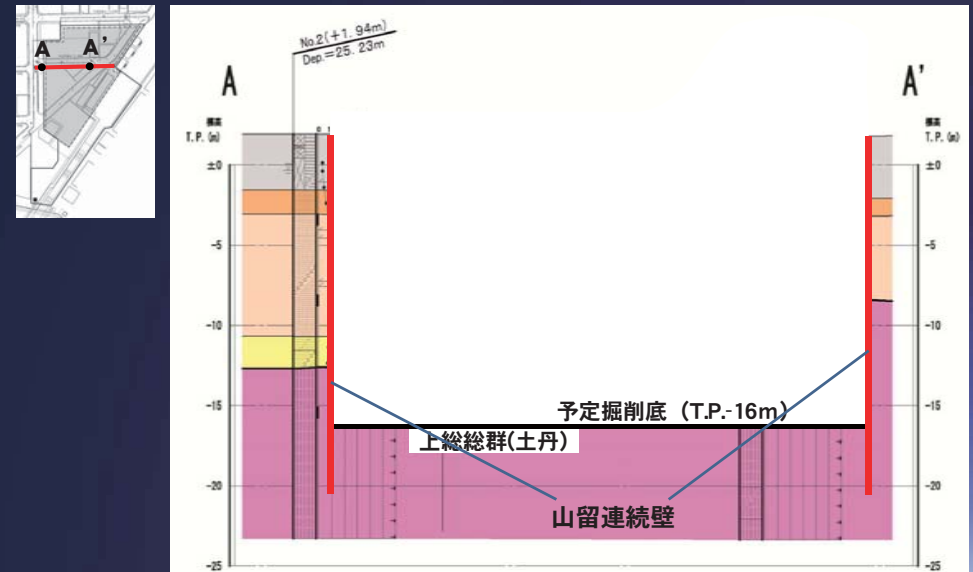 A A'
No.2(+1.94m)
Dep.=25.23m
A
A'
標高
T.P.(m)
標高
T.P.(m)
0
±0
±0
-5
-5
-10
-10
-15
-15
予定掘削底（T.P.-16m）
上総総群(土丹)
-20
-20
山留連続壁
-25
-25